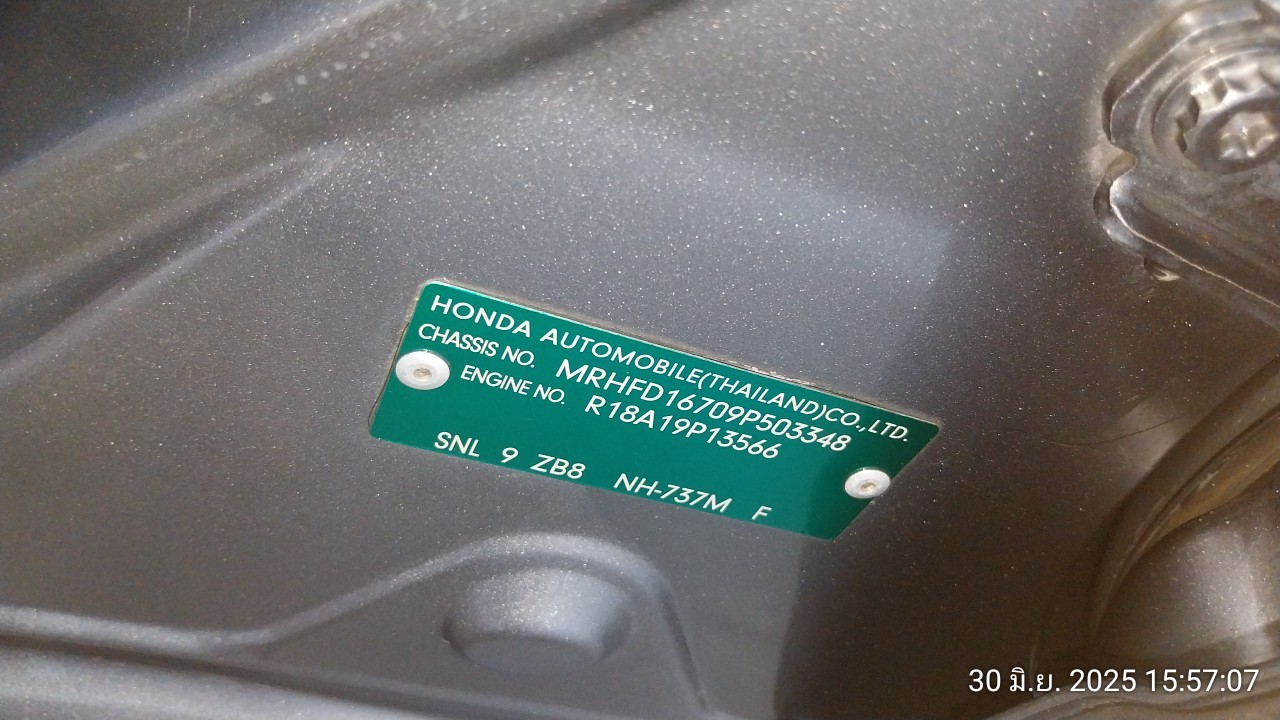 HONDA AUTOMOBILE(THAILAND)CO.,LTD.
CHASSIS NO. MRHFD16709P503348
ENGINE NO. R18A19P13566
SNL 9 ZB8 NH-737M F
30 มิ.ย. 2025 15:57:07